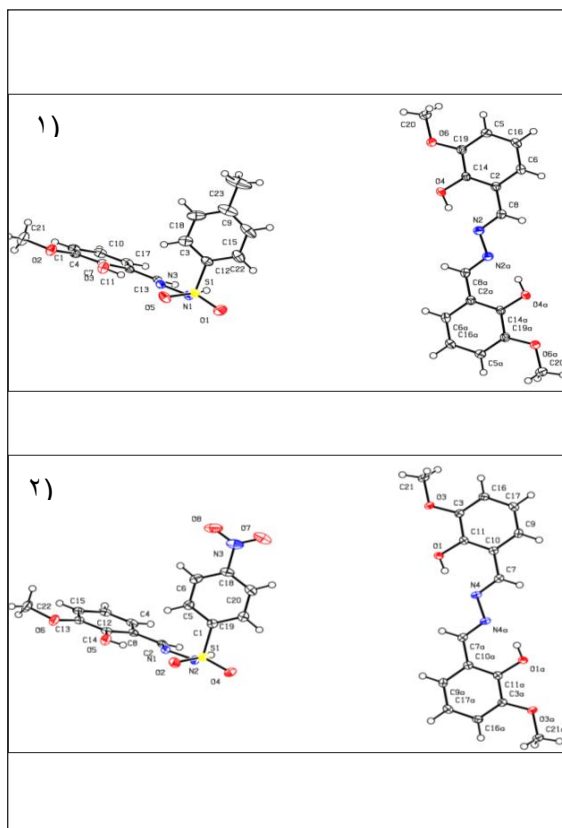 ١)
C23
C18
C9
C3
C15
C12
C22
C21
O2
C1
C4
C10
C7
O3
C11
C17
C13
N3
N1
S1
O5
O1
C20
O6
C19
C5
C16
C14
C2
C6
O4
C8
N2
N2a
C8a
C2a
O4a
C14a
C19a
C6a
C16a
C5a
O6a
C20
٢)
O8
O7
N3
C18
C6
C20
C5
C19
C1
C22
O6
C15
C13
C12
C14
O5
C4
C8
C2
N1
N2
S1
O2
O4
C21
O3
C3
C16
C17
C11
C10
C9
O1
C7
N4
N4a
C7a
C10a
O1a
C11a
C3a
C9a
C17a
C16a
O3a
C21a